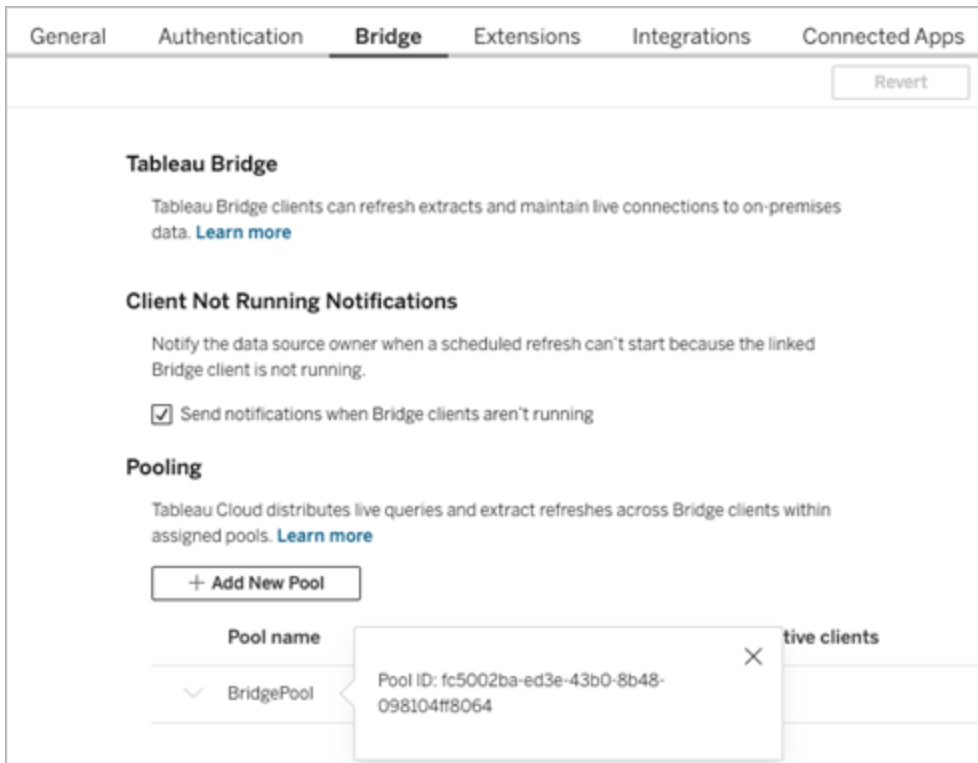 General Authentication Bridge Extensions Integrations Connected Apps
Revert
Tableau Bridge
Tableau Bridge clients can refresh extracts and maintain live connections to on-premises
data. Learn more
Client Not Running Notifications
Notify the data source owner when a scheduled refresh can't start because the linked
Bridge client is not running.
Send notifications when Bridge clients aren't running
Pooling
Tableau Cloud distributes live queries and extract refreshes across Bridge clients within
assigned pools. Learn more
+ Add New Pool
Pool name tive clients
BridgePool
Pool ID: fc5002ba-ed3e-43b0-8b48-
098104ff8064